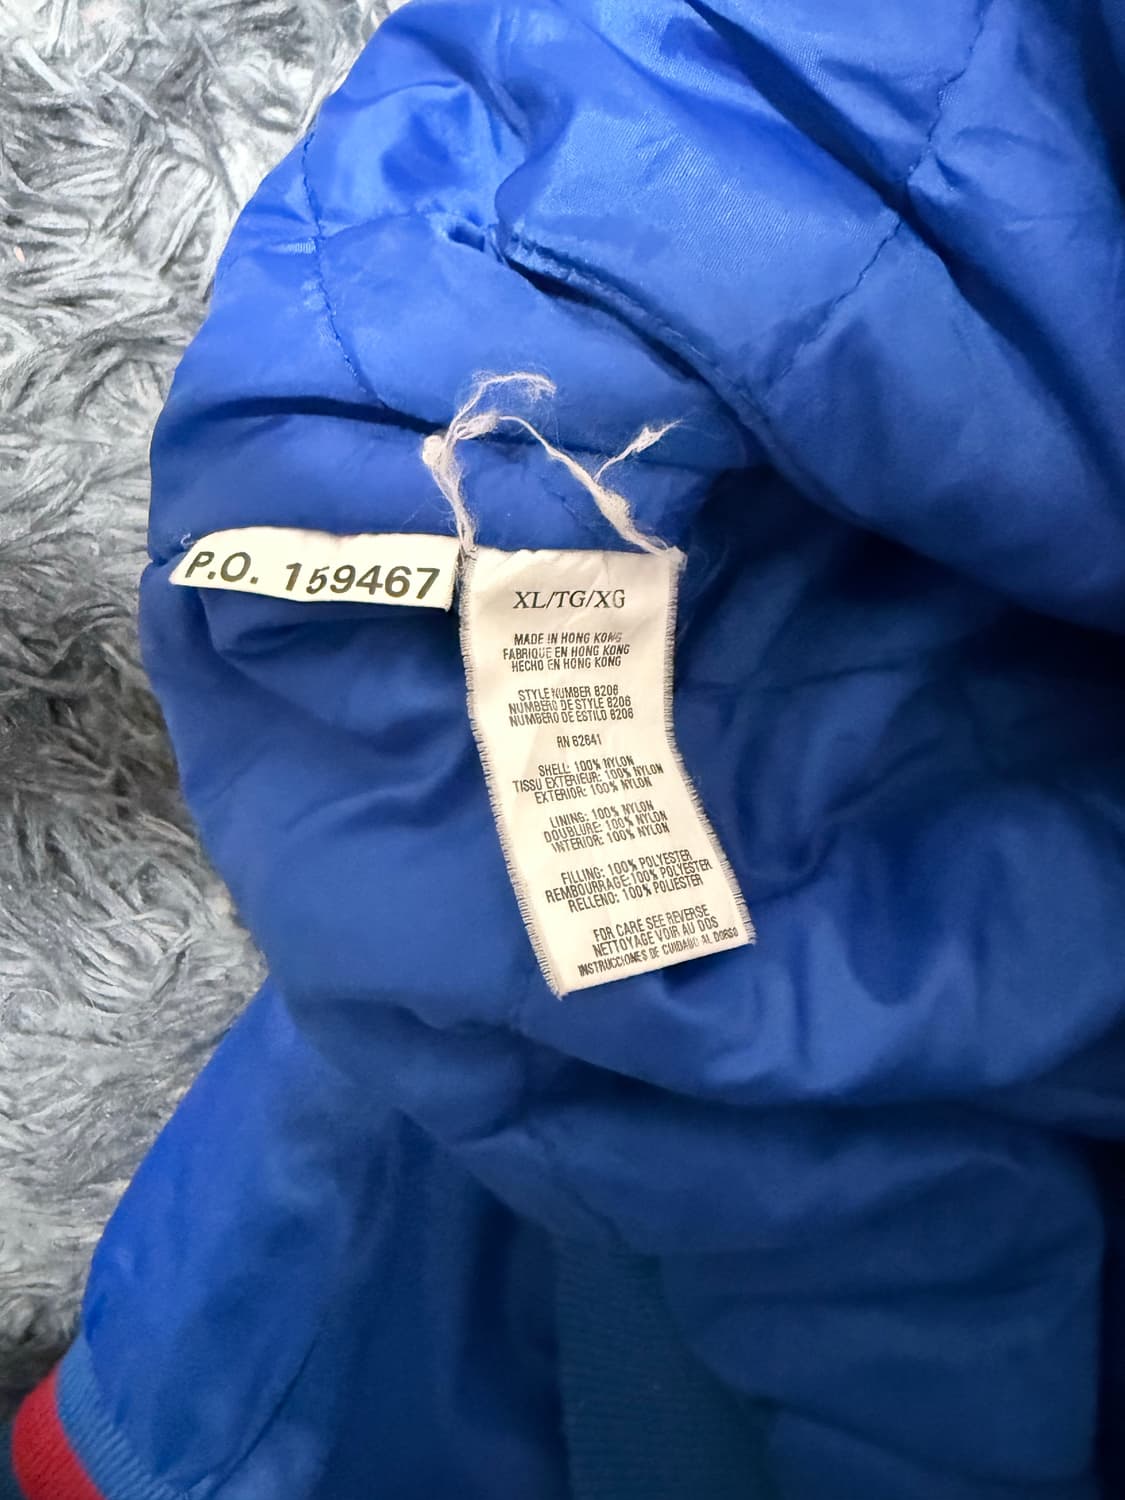 P.O. 159467
XL/TG/XG
MADE IN HONG KONG
FABRIQUE EN HONG KONG
HECHO EN HONG KONG
STYLE NUMBER 8206
NUMBERO DE STYLE 8206
NUMBERO DE ESTILO 8206
RN 62641
SHELL: 100% NYLON
TISSU EXTERIEUR: 100% NYLON
EXTERIOR: 100% NYLON
LINING: 100% NYLON
DOUBLURE: 100% NYLON
INTERIOR: 100% NYLON
FILLING: 100% POLYESTER
REMBOURRAGE: 100% POLYESTER
RELLENO: 100% POLIESTER
FOR CARE SEE REVERSE
NETTOYAGE VOIR AU DOS
INSTRUCCIONES DE CUIDADO AL DORSO